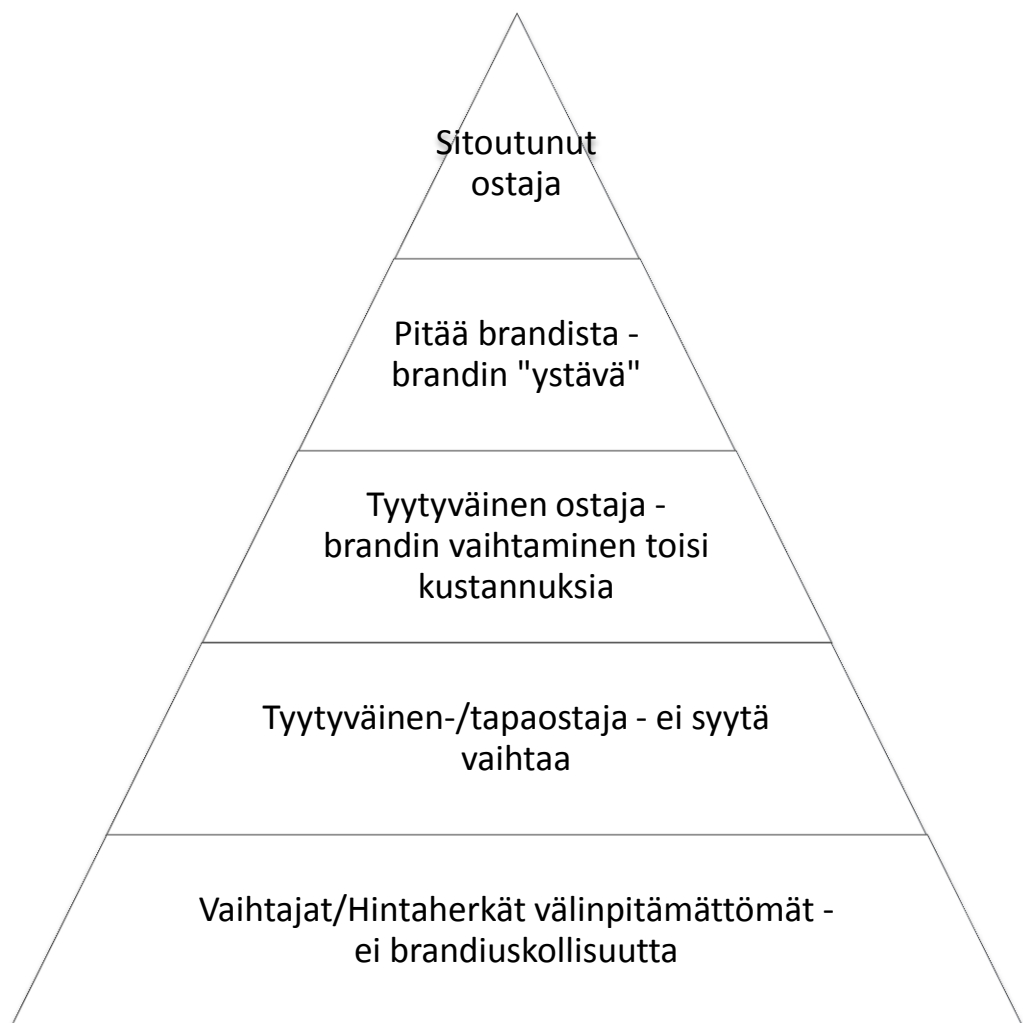 Sitoutunut
ostaja
Pitää brandista -
brandin "ystävä"
Tyytyväinen ostaja -
brandin vaihtaminen toisi
kustannuksia
Tyytyväinen-/tapaostaja - ei syytä
vaihtaa
Vaihtajat/Hintaherkät välinpitämättömät -
ei brandiuskollisuutta